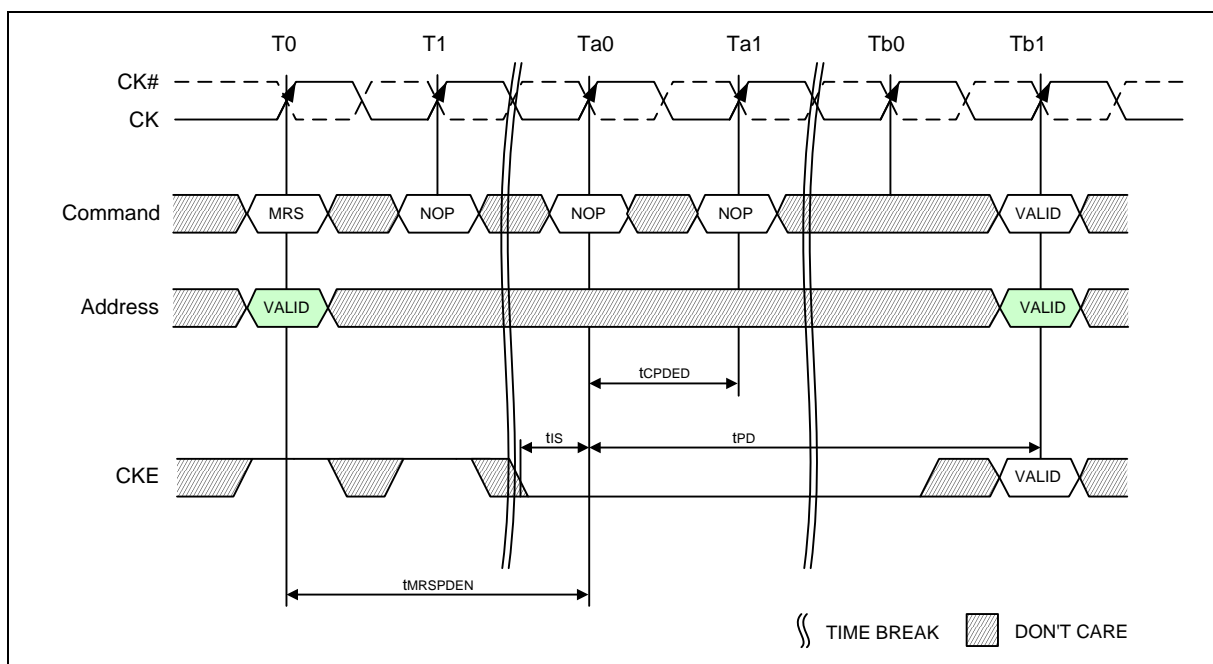 T0 T1 Ta0 Ta1 Tb0 Tb1
CK#
CK
Command MRS NOP NOP NOP VALID
Address VALID VALID
tCPDED
tIS tPD
CKE VALID
tMRSPDEN
TIME BREAK DON'T CARE